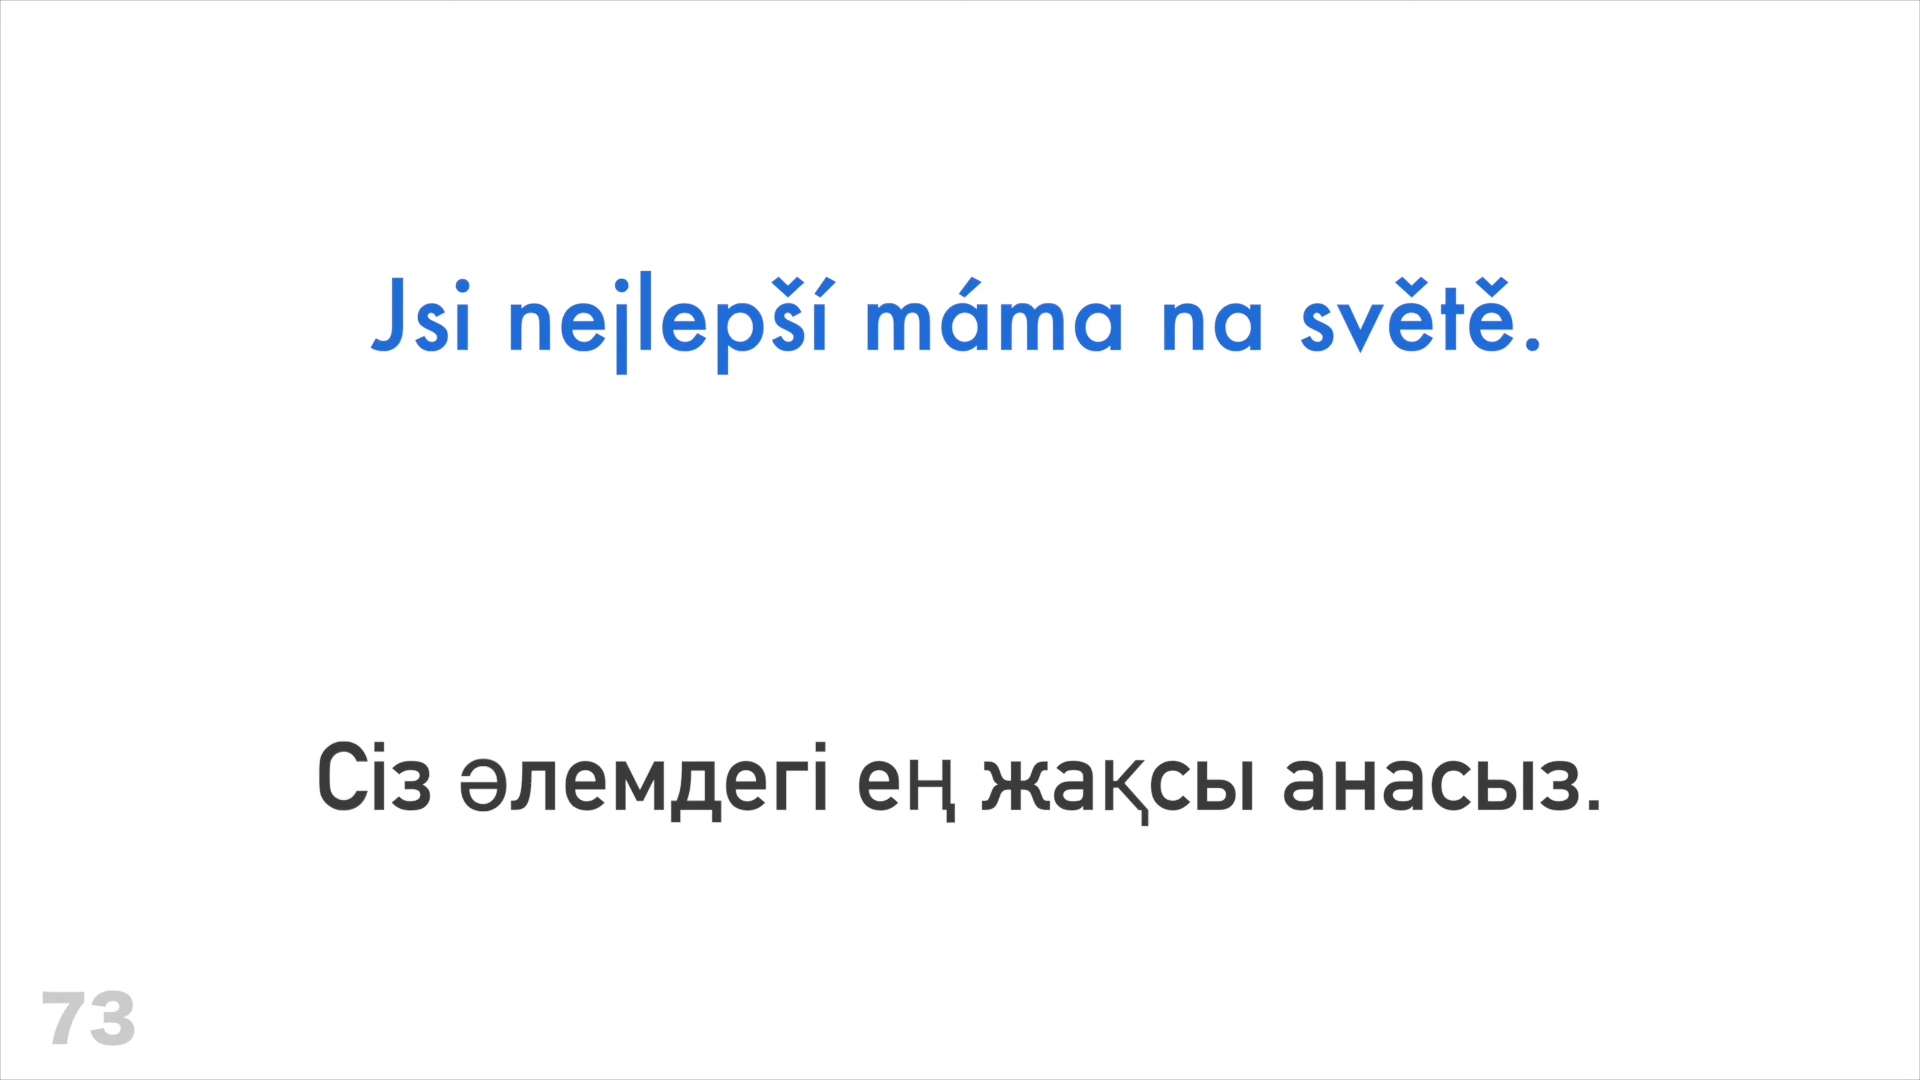 Jsi nejlepší máma na světě.
Сіз әлемдегі ең жақсы анасыз.
73